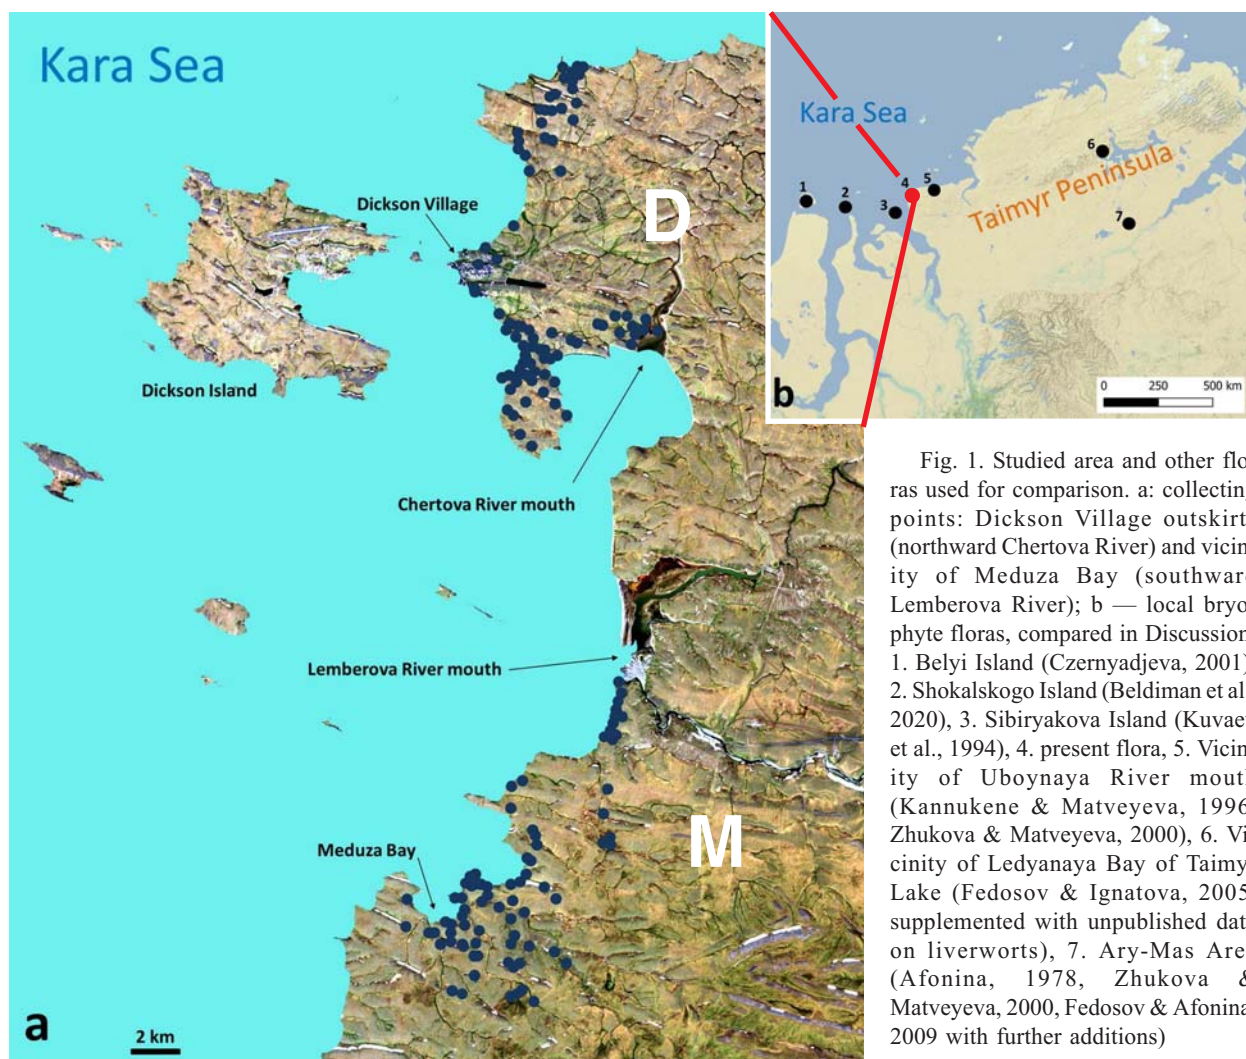 Kara Sea
Dickson Village
D
Dickson Island
Chertova River mouth
Lemberova River mouth
M
Meduza Bay
a
2 km
Kara Sea
Taimyr Peninsula
1
2
3
4
5
6
7
b
0 250 500 km
Fig. 1. Studied area and other flo
ras used for comparison. a: collectin
points: Dickson Village outskirt
(northward Chertova River) and vicin
ity of Meduza Bay (southward
Lemberova River); b — local bryo
phyte floras, compared in Discussion
1. Belyi Island (Czernyadjeva, 2001)
2. Shokalskogo Island (Beldiman et al
2020), 3. Sibiryakova Island (Kuvae
et al., 1994), 4. present flora, 5. Vicin
ity of Uboynaya River mout
(Kannukene & Matveyeva, 1996
Zhukova & Matveyeva, 2000), 6. Vi
cinity of Ledyanaya Bay of Taimy
Lake (Fedosov & Ignatova, 2005
supplemented with unpublished dat
on liverworts), 7. Ary-Mas Are
(Afonina, 1978, Zhukova &
Matveyeva, 2000, Fedosov & Afonina
2009 with further additions)